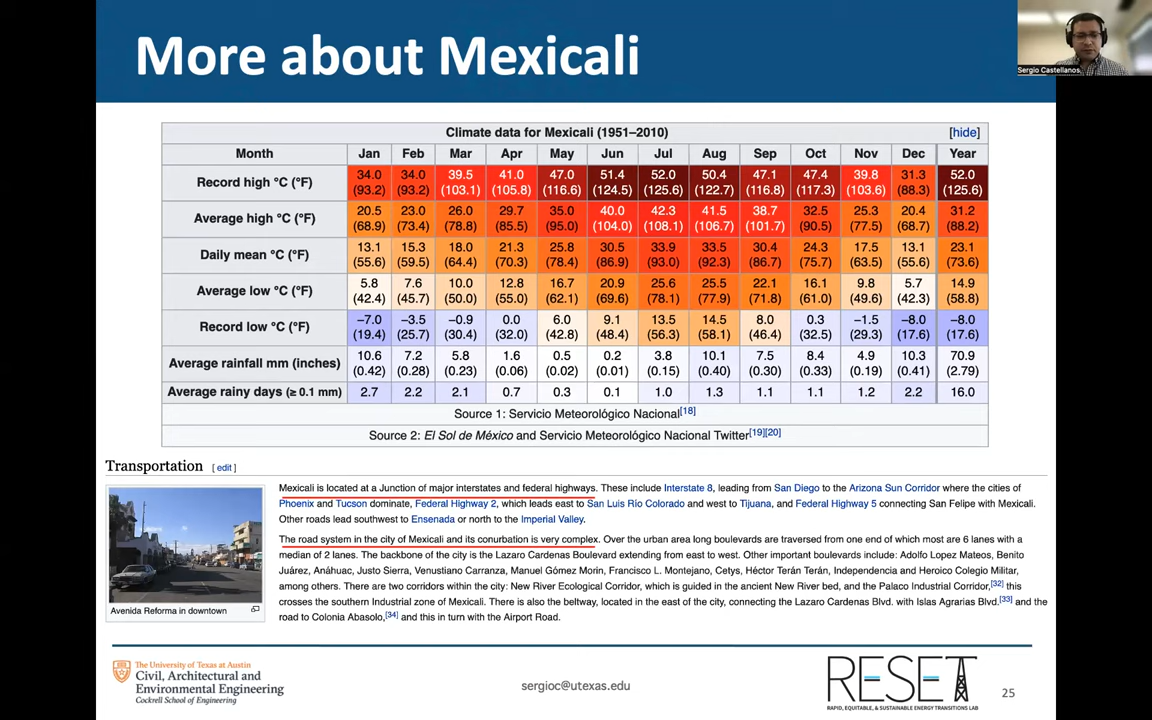 More about Mexicali
Sergio Castellanos
Climate data for Mexicali (1951–2010) [hide]
Month Jan Feb Mar Apr May Jun Jul Aug Sep Oct Nov Dec Year
Record high °C (°F) 34.0 (93.2) 34.0 (93.2) 39.5 (103.1) 41.0 (105.8) 47.0 (116.6) 51.4 (124.5) 52.0 (125.6) 50.4 (122.7) 47.1 (116.8) 47.4 (117.3) 39.8 (103.6) 31.3 (88.3) 52.0 (125.6)
Average high °C (°F) 20.5 (68.9) 23.0 (73.4) 26.0 (78.8) 29.7 (85.5) 35.0 (95.0) 40.0 (104.0) 42.3 (108.1) 41.5 (106.7) 38.7 (101.7) 32.5 (90.5) 25.3 (77.5) 20.4 (68.7) 31.2 (88.2)
Daily mean °C (°F) 13.1 (55.6) 15.3 (59.5) 18.0 (64.4) 21.3 (70.3) 25.8 (78.4) 30.5 (86.9) 33.9 (93.0) 33.5 (92.3) 30.4 (86.7) 24.3 (75.7) 17.5 (63.5) 13.1 (55.6) 23.1 (73.6)
Average low °C (°F) 5.8 (42.4) 7.6 (45.7) 10.0 (50.0) 12.8 (55.0) 16.7 (62.1) 20.9 (69.6) 25.6 (78.1) 25.5 (77.9) 22.1 (71.8) 16.1 (61.0) 9.8 (49.6) 5.7 (42.3) 14.9 (58.8)
Record low °C (°F) −7.0 (19.4) −3.5 (25.7) −0.9 (30.4) 0.0 (32.0) 6.0 (42.8) 9.1 (48.4) 13.5 (56.3) 14.5 (58.1) 8.0 (46.4) 0.3 (32.5) −1.5 (29.3) −8.0 (17.6) −8.0 (17.6)
Average rainfall mm (inches) 10.6 (0.42) 7.2 (0.28) 5.8 (0.23) 1.6 (0.06) 0.5 (0.02) 0.2 (0.01) 3.8 (0.15) 10.1 (0.40) 7.5 (0.30) 8.4 (0.33) 4.9 (0.19) 10.3 (0.41) 70.9 (2.79)
Average rainy days (≥ 0.1 mm) 2.7 2.2 2.1 0.7 0.3 0.1 1.0 1.3 1.1 1.1 1.2 2.2 16.0
Source 1: Servicio Meteorológico Nacional[18]
Source 2: El Sol de México and Servicio Meteorológico Nacional Twitter[19][20]
Transportation [ edit ]
Mexicali is located at a Junction of major interstates and federal highways. These include Interstate 8, leading from San Diego to the Arizona Sun Corridor where the cities of
Phoenix and Tucson dominate, Federal Highway 2, which leads east to San Luis Río Colorado and west to Tijuana, and Federal Highway 5 connecting San Felipe with Mexicali.
Other roads lead southwest to Ensenada or north to the Imperial Valley.
The road system in the city of Mexicali and its conurbation is very complex. Over the urban area long boulevards are traversed from one end of which most are 6 lanes with a
median of 2 lanes. The backbone of the city is the Lazaro Cardenas Boulevard extending from east to west. Other important boulevards include: Adolfo Lopez Mateos, Benito
Juárez, Anáhuac, Justo Sierra, Venustiano Carranza, Manuel Gómez Morin, Francisco L. Montejano, Cetys, Héctor Terán Terán, Independencia and Heroico Colegio Militar,
among others. There are two corridors within the city: New River Ecological Corridor, which is guided in the ancient New River bed, and the Palaco Industrial Corridor,[32] this
crosses the southern Industrial zone of Mexicali. There is also the beltway, located in the east of the city, connecting the Lazaro Cardenas Blvd. with Islas Agrarias Blvd.[33] and the
road to Colonia Abasolo,[34] and this in turn with the Airport Road.
Avenida Reforma in downtown
The University of Texas at Austin
Civil, Architectural and
Environmental Engineering
Cockrell School of Engineering
sergioc@utexas.edu
RESET
RAPID, EQUITABLE, & SUSTAINABLE ENERGY TRANSITIONS LAB
25